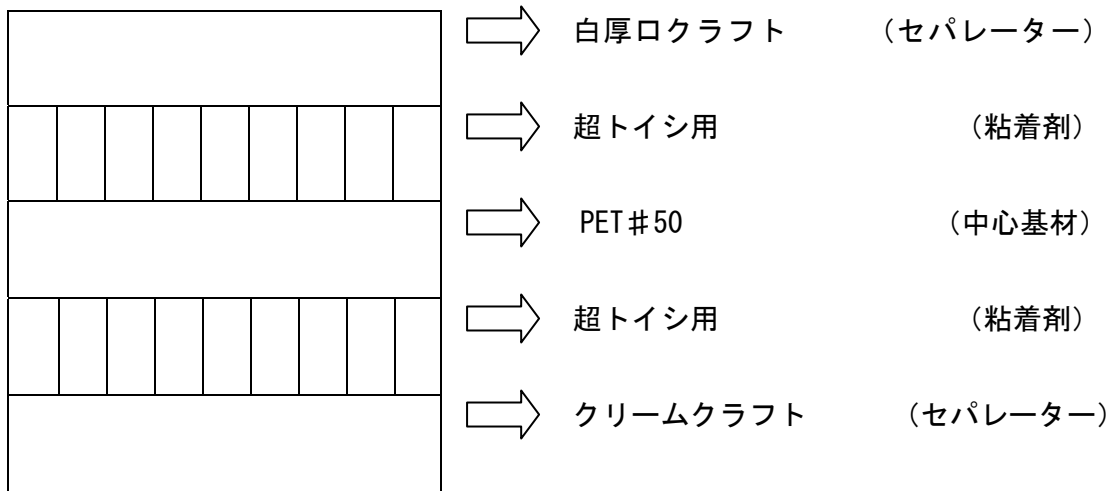 白厚口クラフト (セパレーター)
超トイシ用 (粘着剤)
PET♯50 (中心基材)
超トイシ用 (粘着剤)
クリームクラフト (セパレーター)